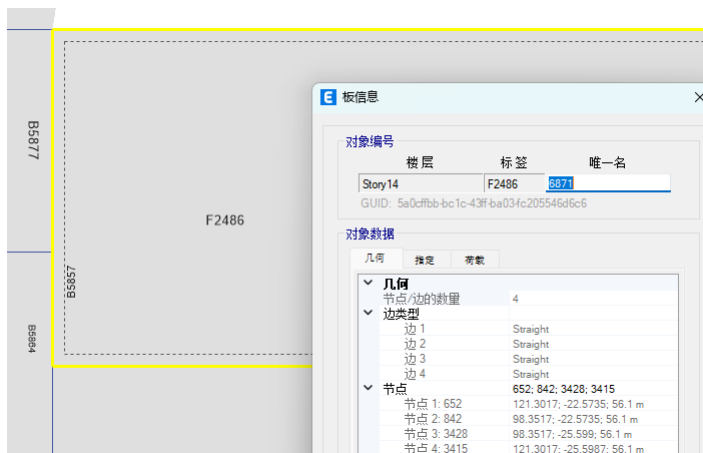 B5877
F2486
B5857
B5864
E 板信息
对象编号
楼层 标签 唯一名
Story14 F2486 6871
GUID: 5a0cffbb-bc1c-43ff-ba03-fc205546d6c6
对象数据
几何 指定 荷载
几何
节点/边的数量 4
边类型
边 1 Straight
边 2 Straight
边 3 Straight
边 4 Straight
节点 652; 842; 3428; 3415
节点 1: 652 121.3017; -22.5735; 56.1 m
节点 2: 842 98.3517; -22.5735; 56.1 m
节点 3: 3428 98.3517; -25.599; 56.1 m
节点 4: 3415 121.3017; -25.5987; 56.1 m